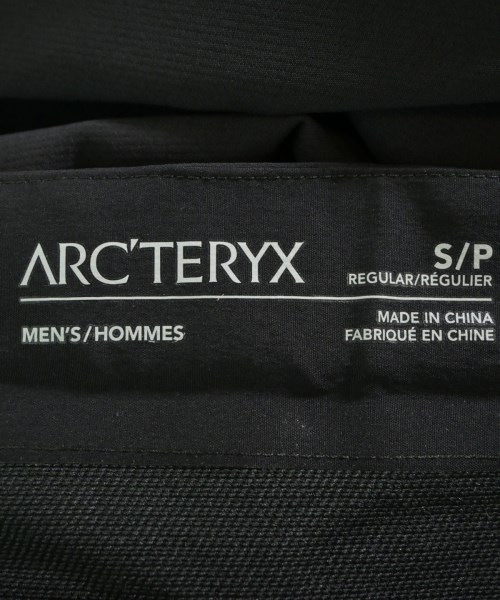 ARC'TERYX
S/P
REGULAR/RÉGULIER
MEN'S/HOMMES
MADE IN CHINA
FABRIQUÉ EN CHINE